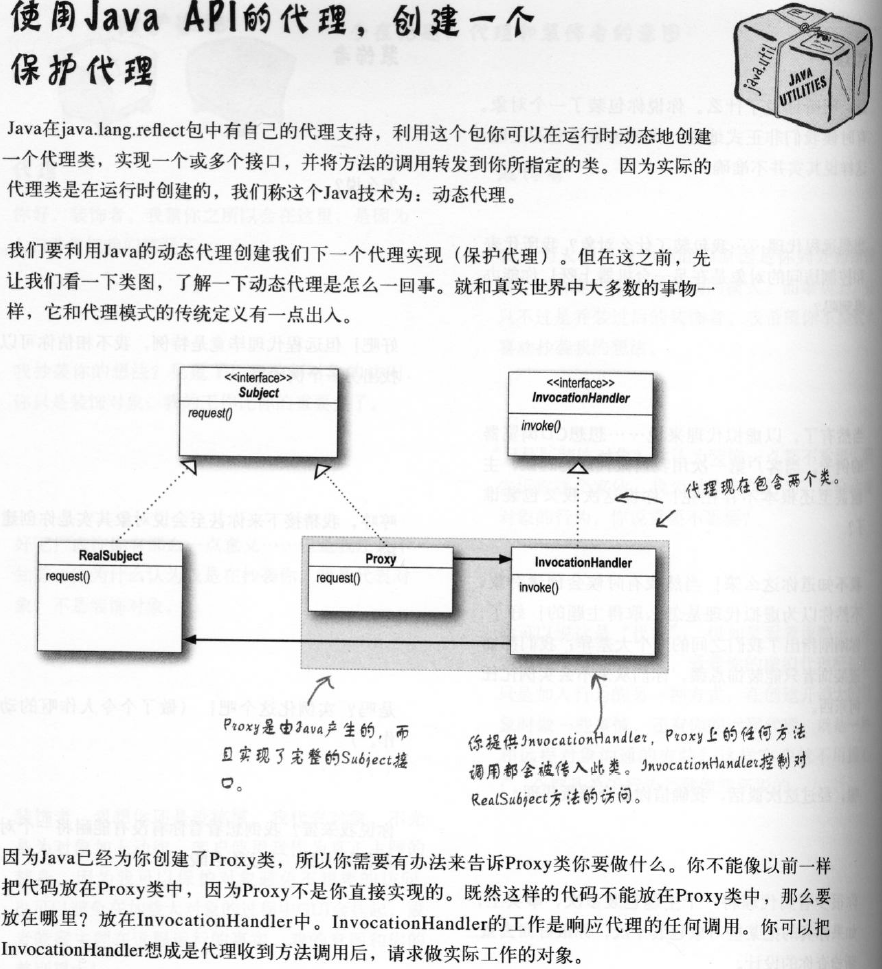 使用Java API的代理，创建一个
保护代理
java.util
JAVA
UTILITIES
Java在java.lang.reflect包中有自己的代理支持，利用这个包你可以在运行时动态地创建
一个代理类，实现一个或多个接口，并将方法的调用转发到你所指定的类。因为实际的
代理类是在运行时创建的，我们称这个Java技术为：动态代理。
我们要利用Java的动态代理创建我们下一个代理实现（保护代理）。但在这之前，先
让我们看一下类图，了解一下动态代理是怎么一回事。就和真实世界中大多数的事物一
样，它和代理模式的传统定义有一点出入。
<<interface>>
Subject
request()
<<interface>>
InvocationHandler
invoke()
代理现在包含两个类。
RealSubject
request()
Proxy
request()
InvocationHandler
invoke()
Proxy是由Java产生的，而
且实现了完整的Subject接
口。
你提供InvocationHandler，Proxy上的任何方法
调用都会被传入此类。InvocationHandler控制对
RealSubject方法的访问。
因为Java已经为你创建了Proxy类，所以你需要有办法来告诉Proxy类你要做什么。你不能像以前一样
把代码放在Proxy类中，因为Proxy不是你直接实现的。既然这样的代码不能放在Proxy类中，那么要
放在哪里？放在InvocationHandler中。InvocationHandler的工作是响应代理的任何调用。你可以把
InvocationHandler想成是代理收到方法调用后，请求做实际工作的对象。